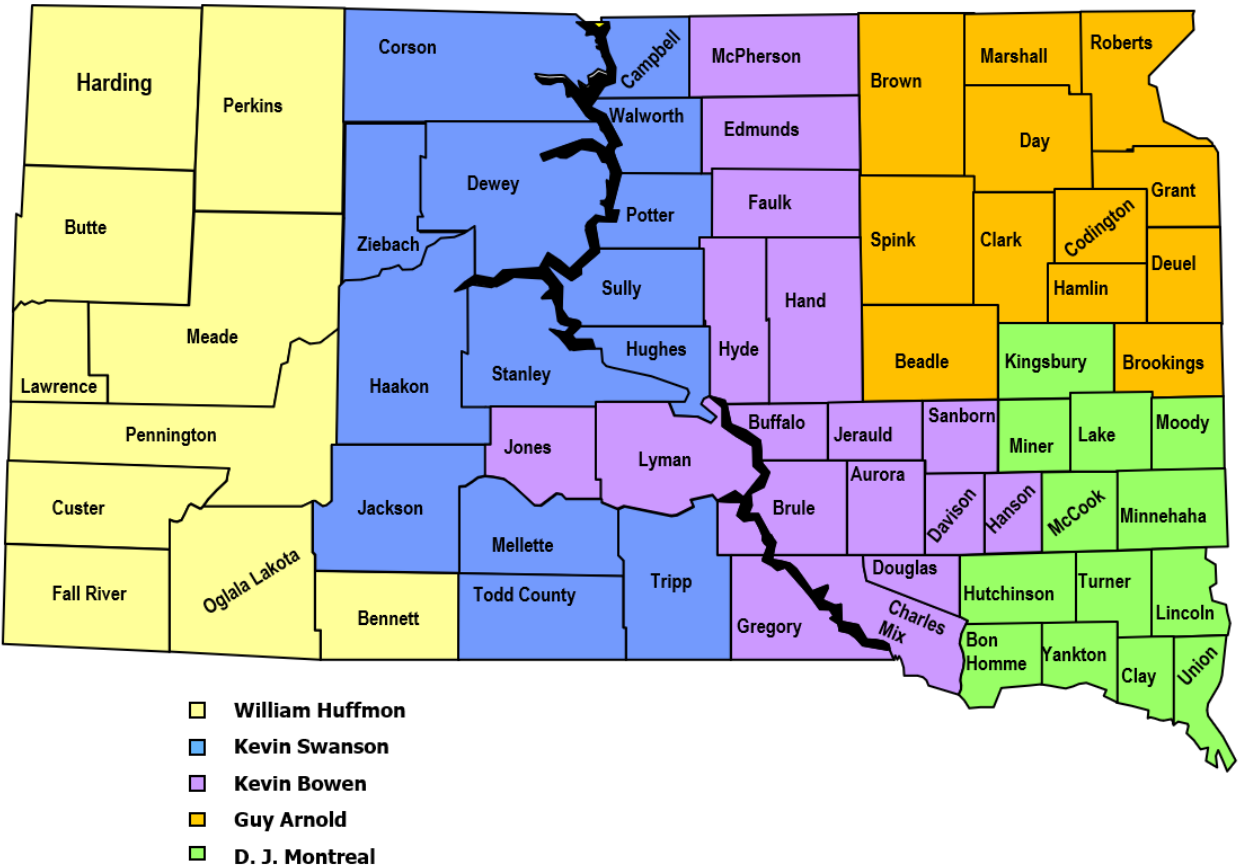 Harding
Perkins
Corson
Campbell
McPherson
Brown
Marshall
Roberts
Walworth
Edmunds
Day
Dewey
Butte
Ziebach
Potter
Faulk
Grant
Spink
Clark
Codington
Deuel
Sully
Hand
Hamlin
Meade
Lawrence
Haakon
Stanley
Hughes
Hyde
Beadle
Kingsbury
Brookings
Pennington
Jones
Lyman
Buffalo
Jerauld
Sanborn
Miner
Lake
Moody
Custer
Jackson
Mellette
Brule
Aurora
Davison
Hanson
McCook
Minnehaha
Fall River
Oglala Lakota
Bennett
Todd County
Tripp
Gregory
Douglas
Charles
Mix
Hutchinson
Turner
Lincoln
Bon
Homme
Yankton
Clay
Union
William Huffmon
Kevin Swanson
Kevin Bowen
Guy Arnold
D. J. Montreal